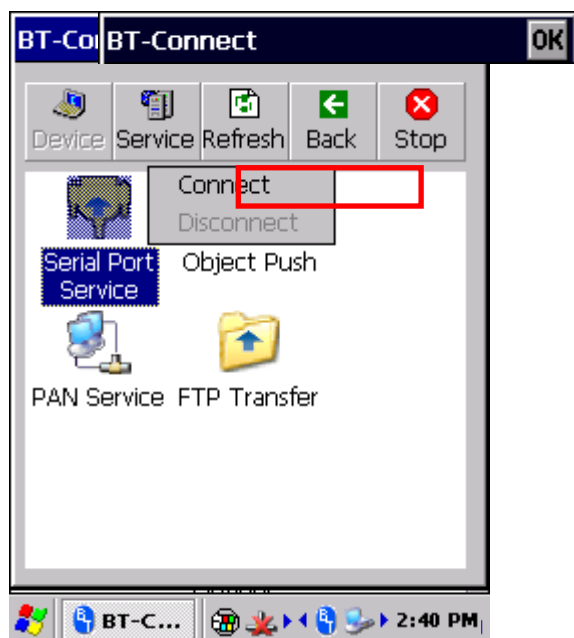 BT-Co
BT-Connect
OK
Device Service Refresh Back Stop
Connect
Disconnect
Serial Port
Service
Object Push
PAN Service
FTP Transfer
BT-C...
2:40 PM